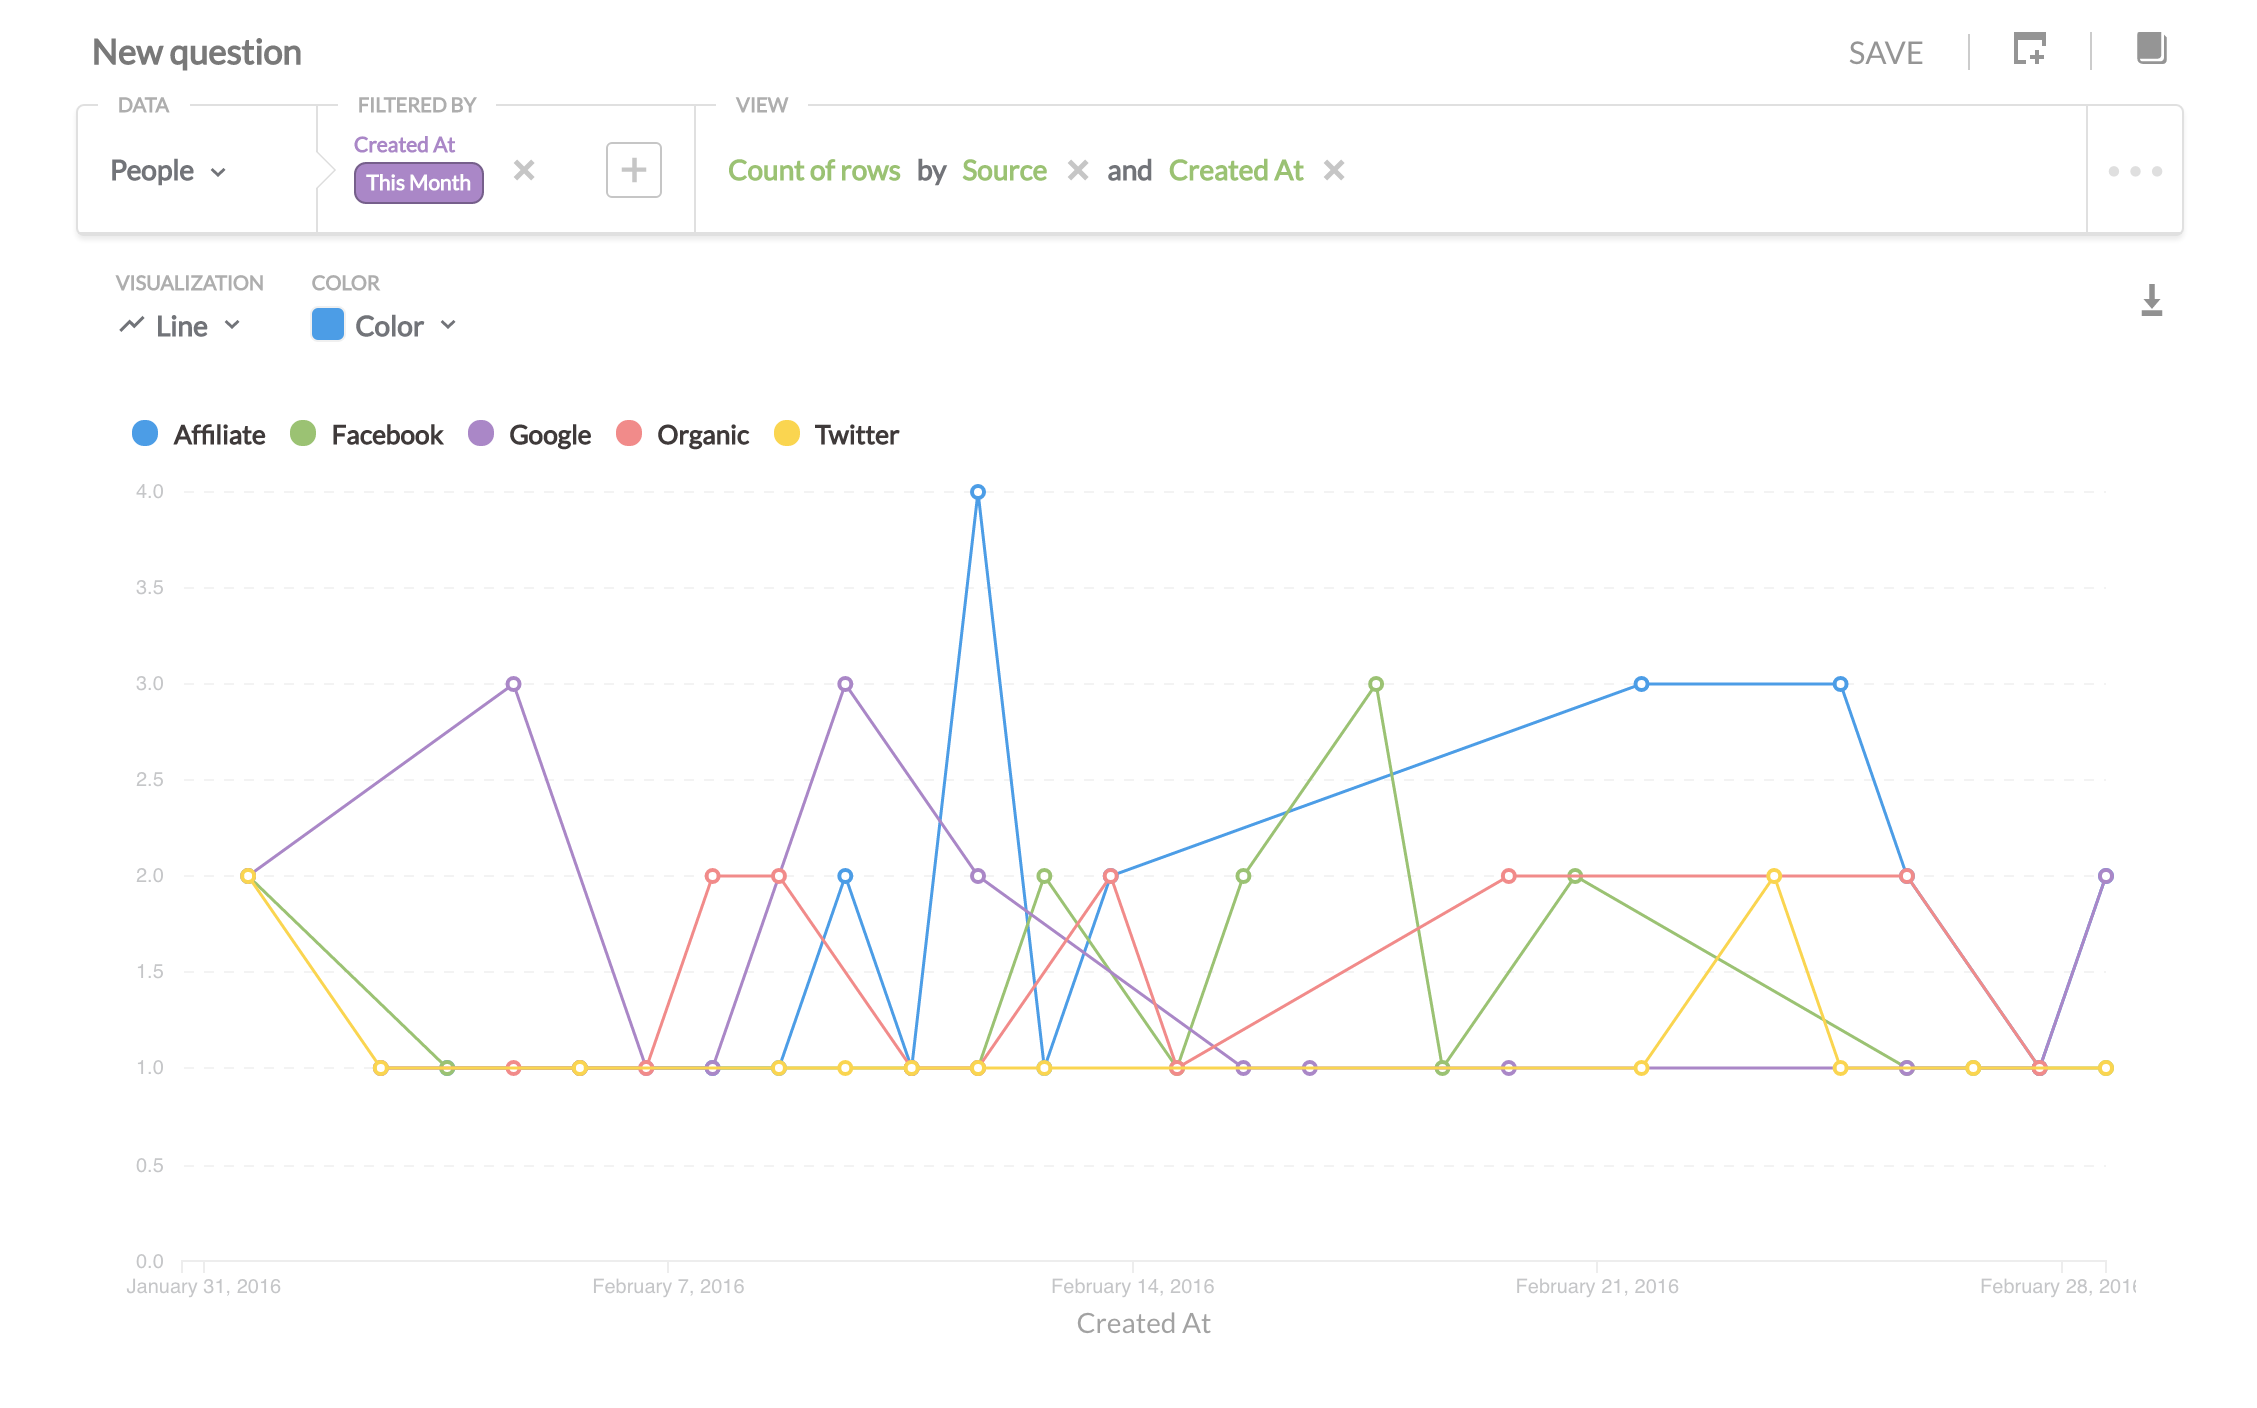 New question
SAVE
DATA
FILTERED BY
VIEW
People
Created At
This Month
Count of rows by Source and Created At
VISUALIZATION
COLOR
Line
Color
Affiliate
Facebook
Google
Organic
Twitter
4.0
3.5
3.0
2.5
2.0
1.5
1.0
0.5
0.0
January 31, 2016
February 7, 2016
February 14, 2016
February 21, 2016
February 28, 2016
Created At